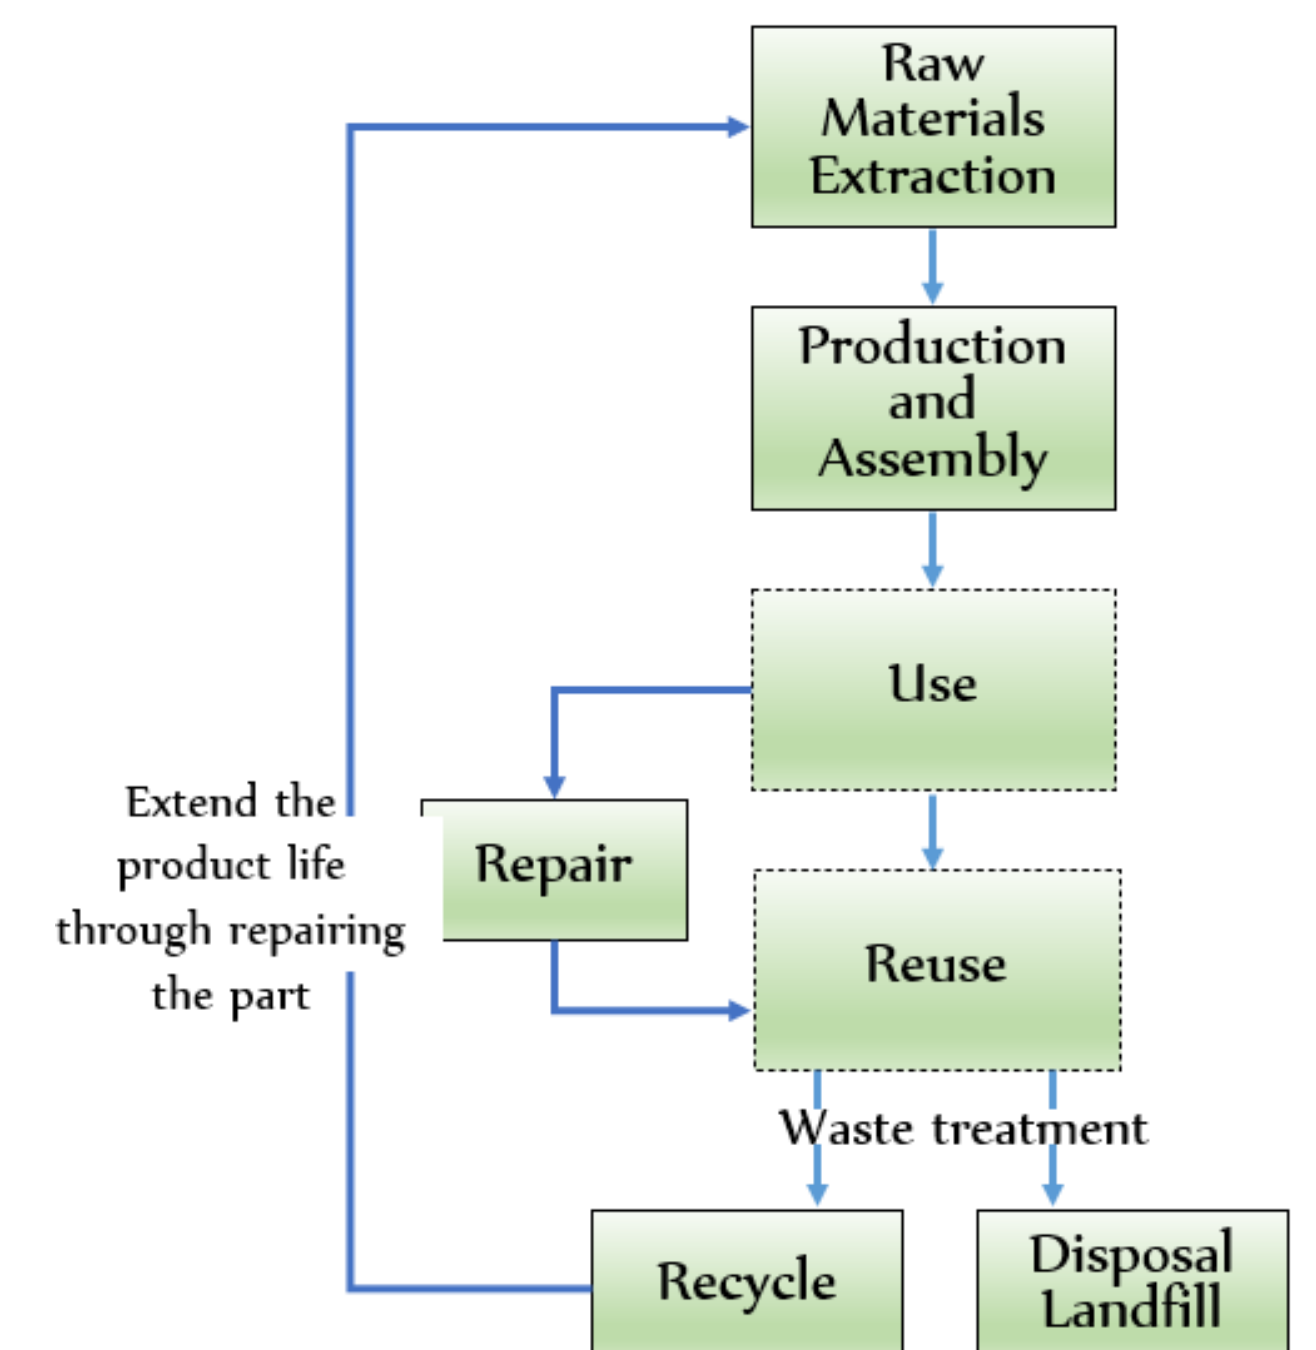 Raw
Materials
Extraction
Production
and
Assembly
Use
Extend the
product life
through repairing
the part
Repair
Reuse
Waste treatment
Recycle
Disposal
Landfill